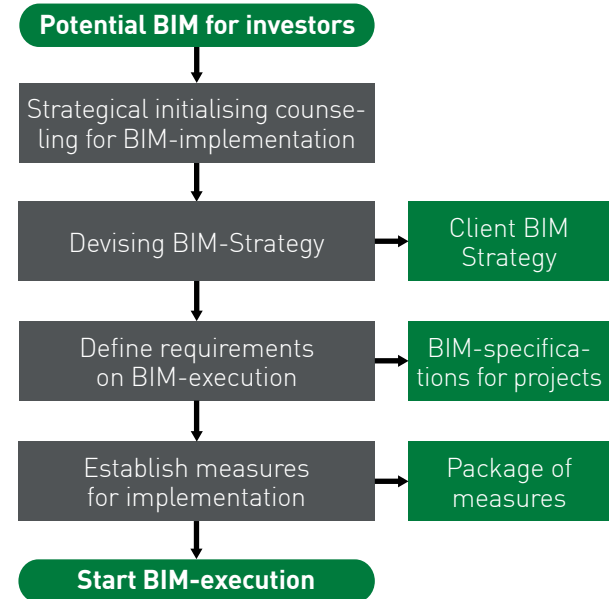 Potential BIM for investors
Strategical initialising counse-
ling for BIM-implementation
Devising BIM-Strategy
Client BIM
Strategy
Define requirements
on BIM-execution
BIM-specifica-
tions for projects
Establish measures
for implementation
Package of
measures
Start BIM-execution